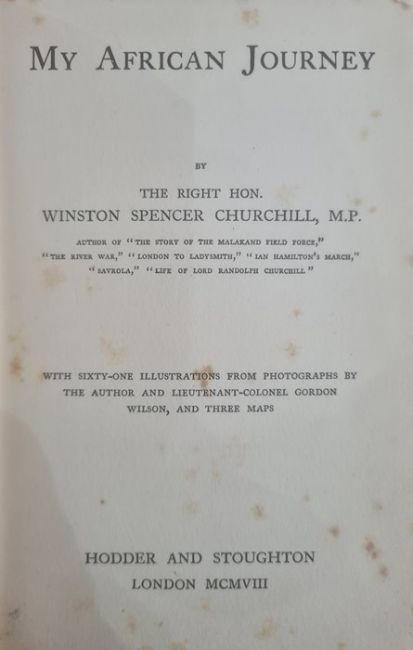 MY AFRICAN JOURNEY
BY
THE RIGHT HON.
WINSTON SPENCER CHURCHILL, M.P.
AUTHOR OF "THE STORY OF THE MALAKAND FIELD FORCE,"
"THE RIVER WAR," "LONDON TO LADYSMITH," "IAN HAMILTON'S MARCH,"
"SAVROLA," "LIFE OF LORD RANDOLPH CHURCHILL"
WITH SIXTY-ONE ILLUSTRATIONS FROM PHOTOGRAPHS BY
THE AUTHOR AND LIEUTENANT-COLONEL GORDON
WILSON, AND THREE MAPS
HODDER AND STOUGHTON
LONDON MCMVIII